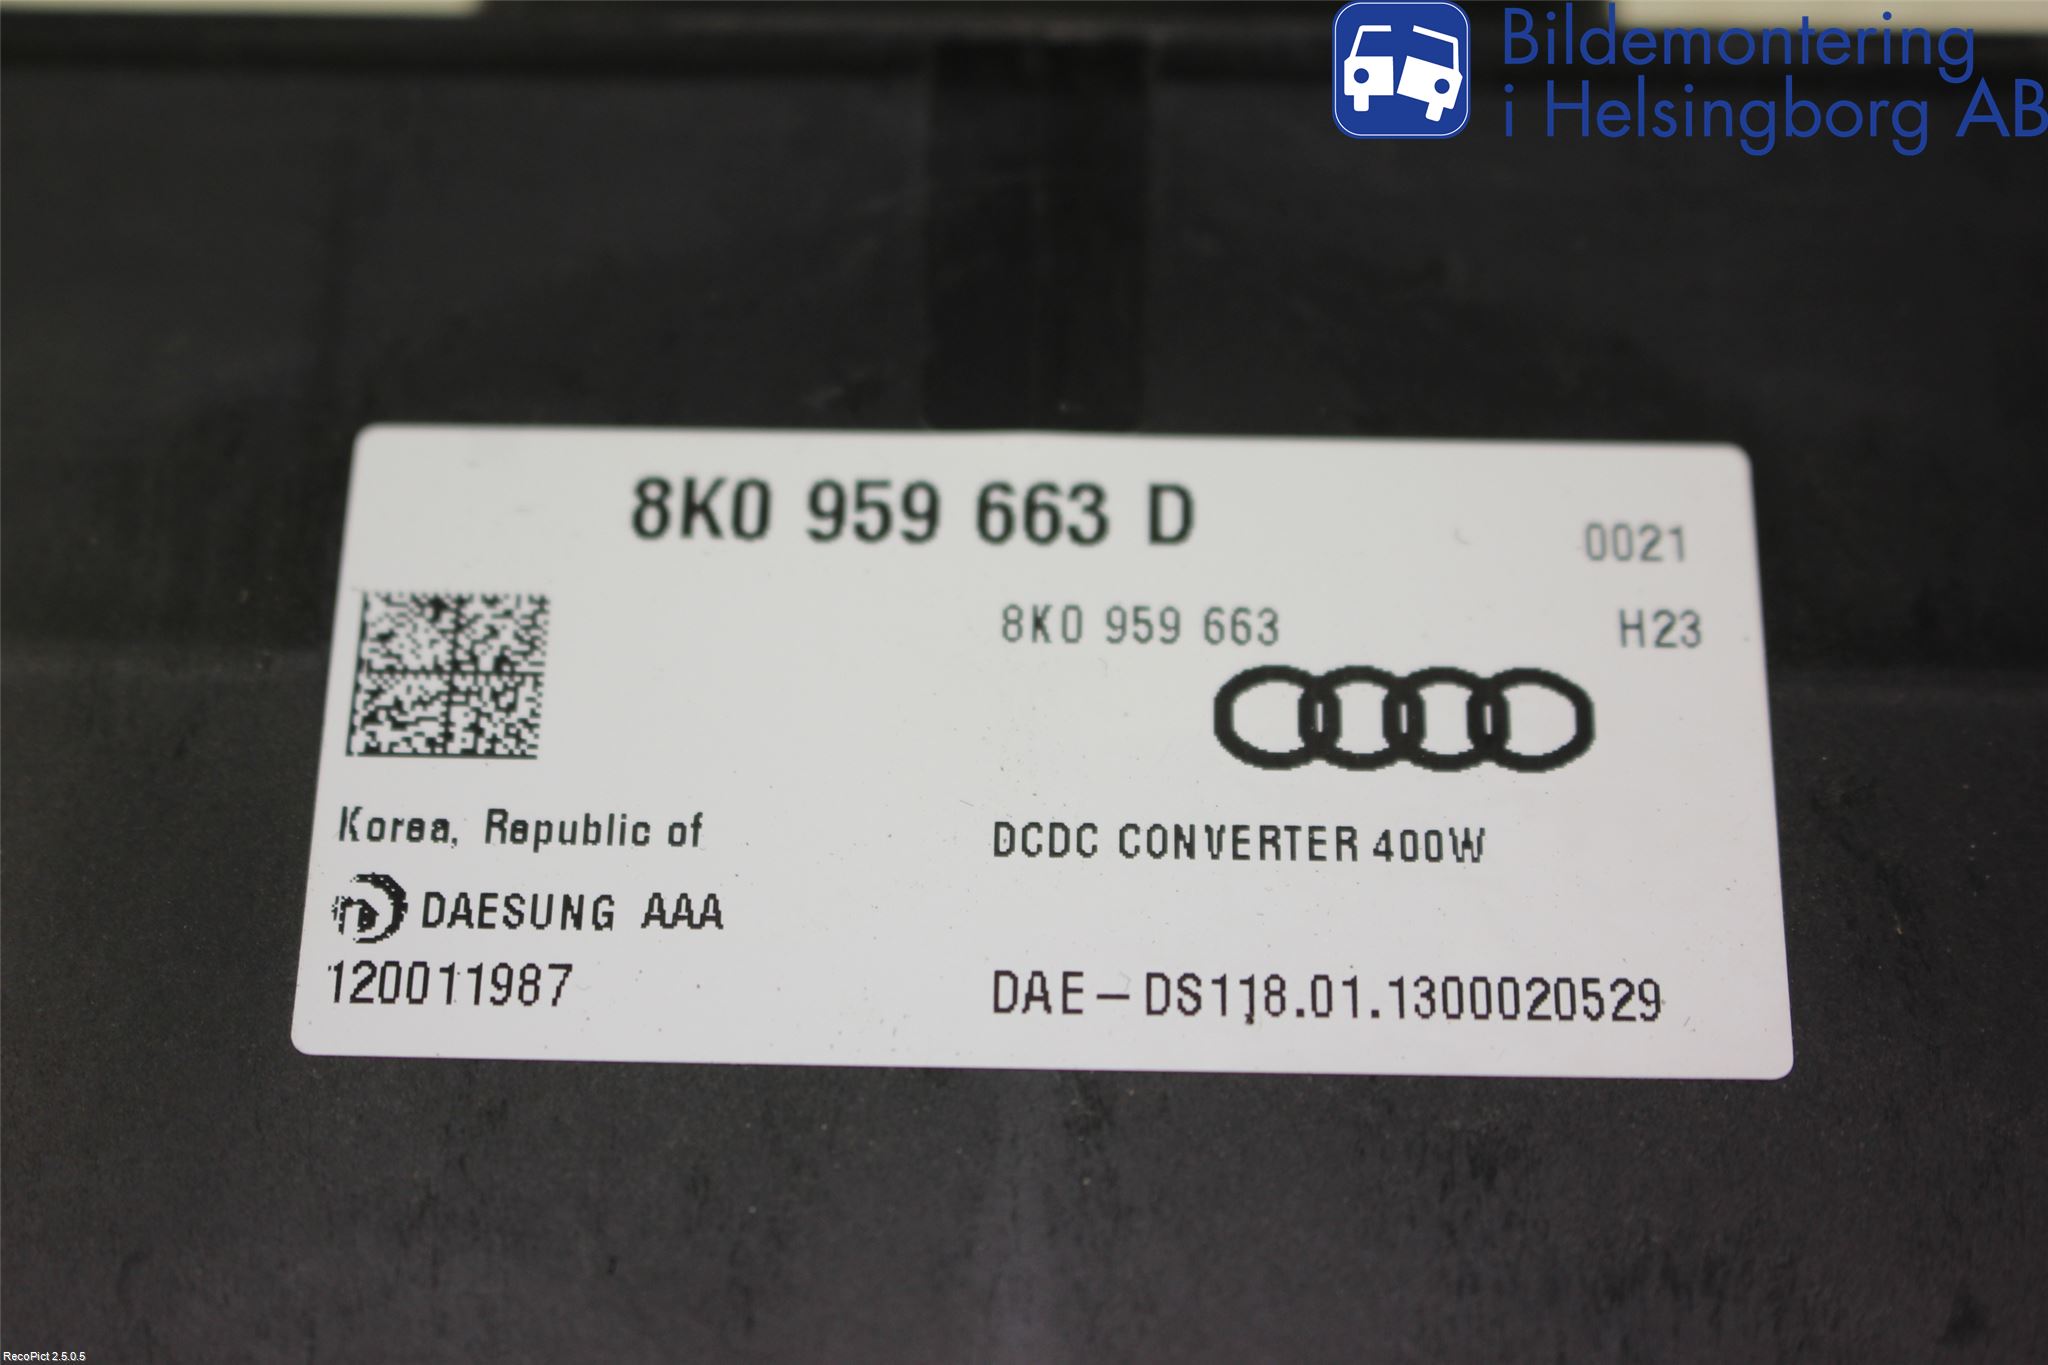 Bildemontering
i Helsingborg AB
8K0 959 663 D
0021
8K0 959 663
H23
Korea, Republic of
DCDC CONVERTER 400W
DAESUNG AAA
120011987
DAE-DS118.01.1300020529
RecoPict 2.5.0.5